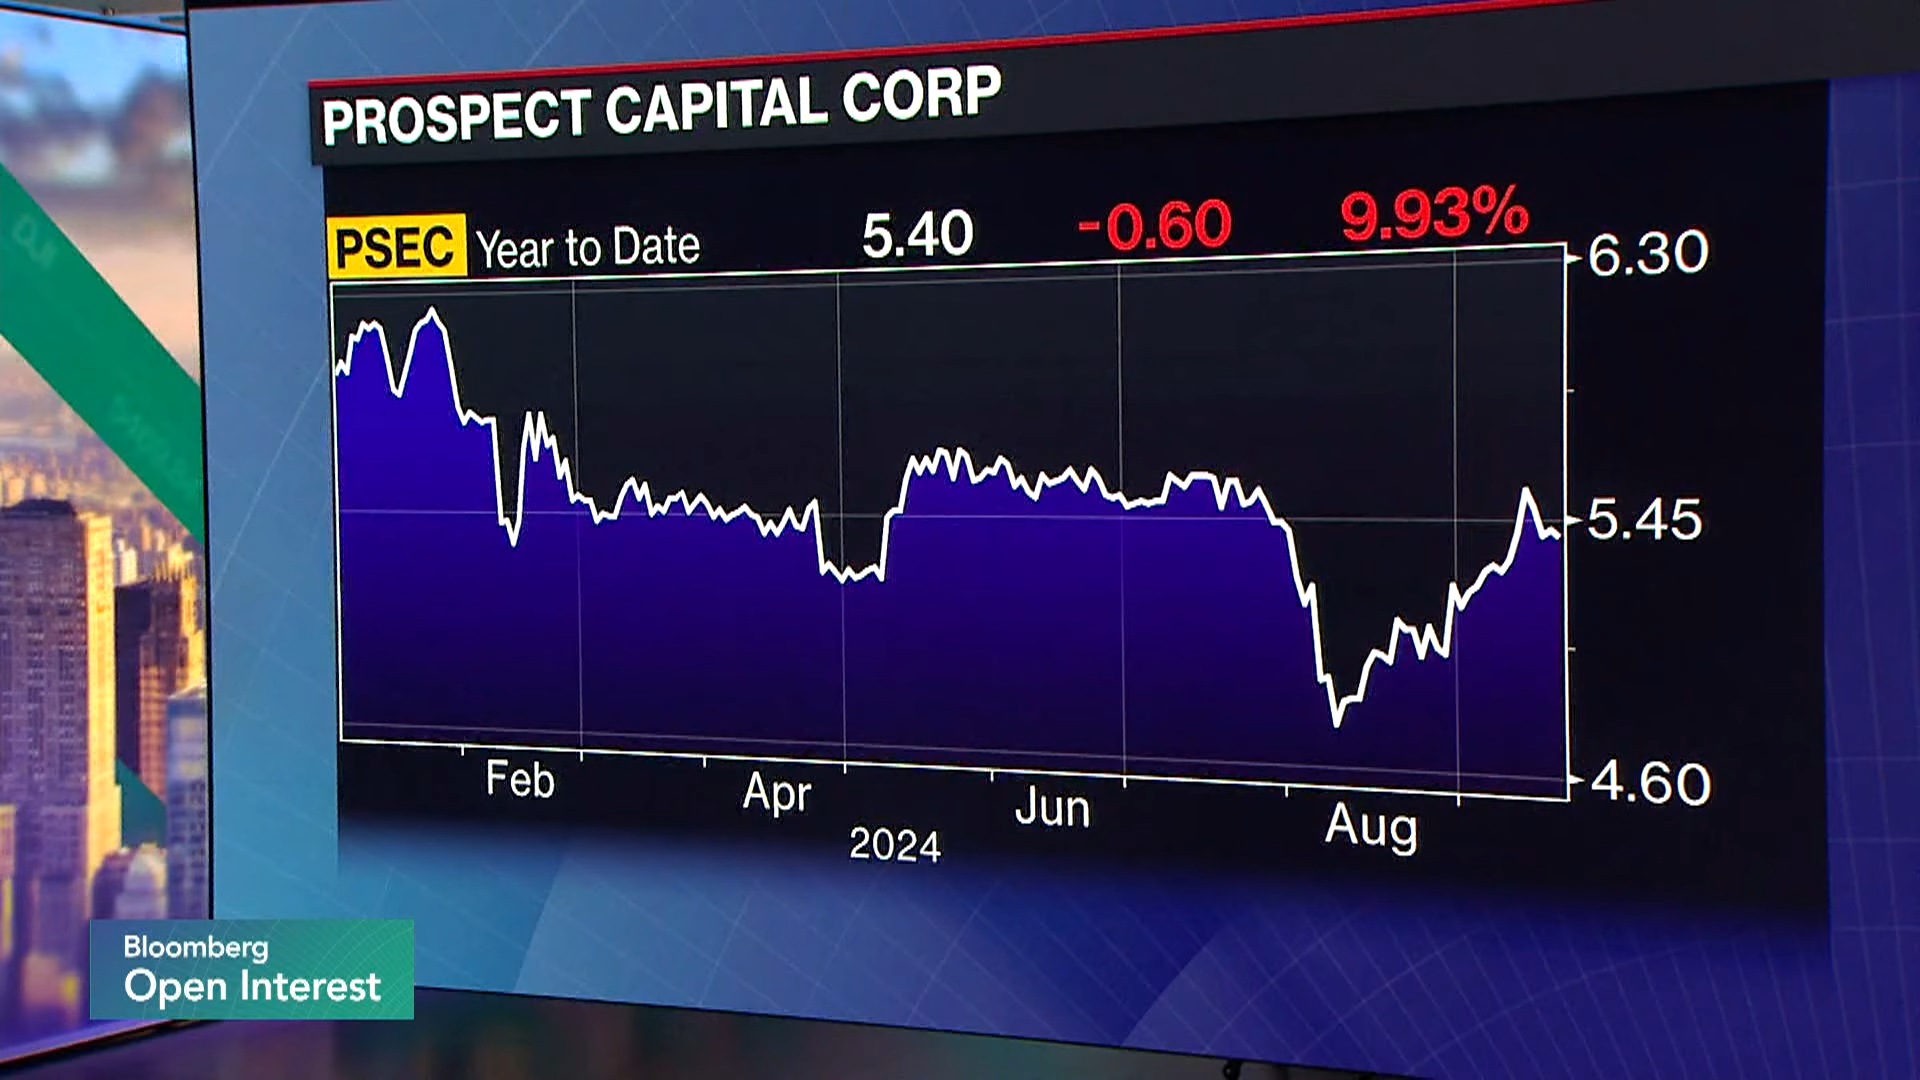 PROSPECT CAPITAL CORP
PSEC Year to Date 5.40 -0.60 9.93%
6.30
5.45
4.60
Feb Apr Jun Aug
2024
DJI
Bloomberg
Open Interest